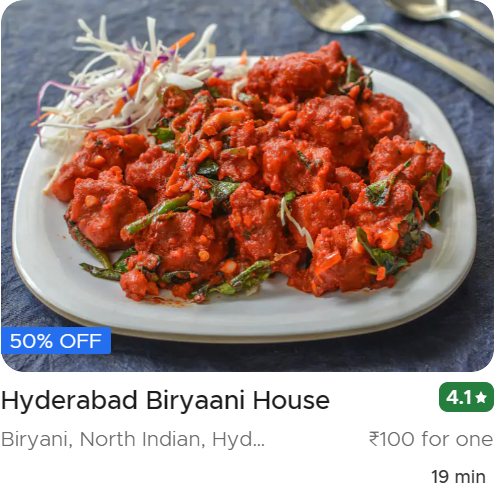 50% OFF
Hyderabad Biryaani House
4.1★
Biryani, North Indian, Hyd...
₹100 for one
19 min